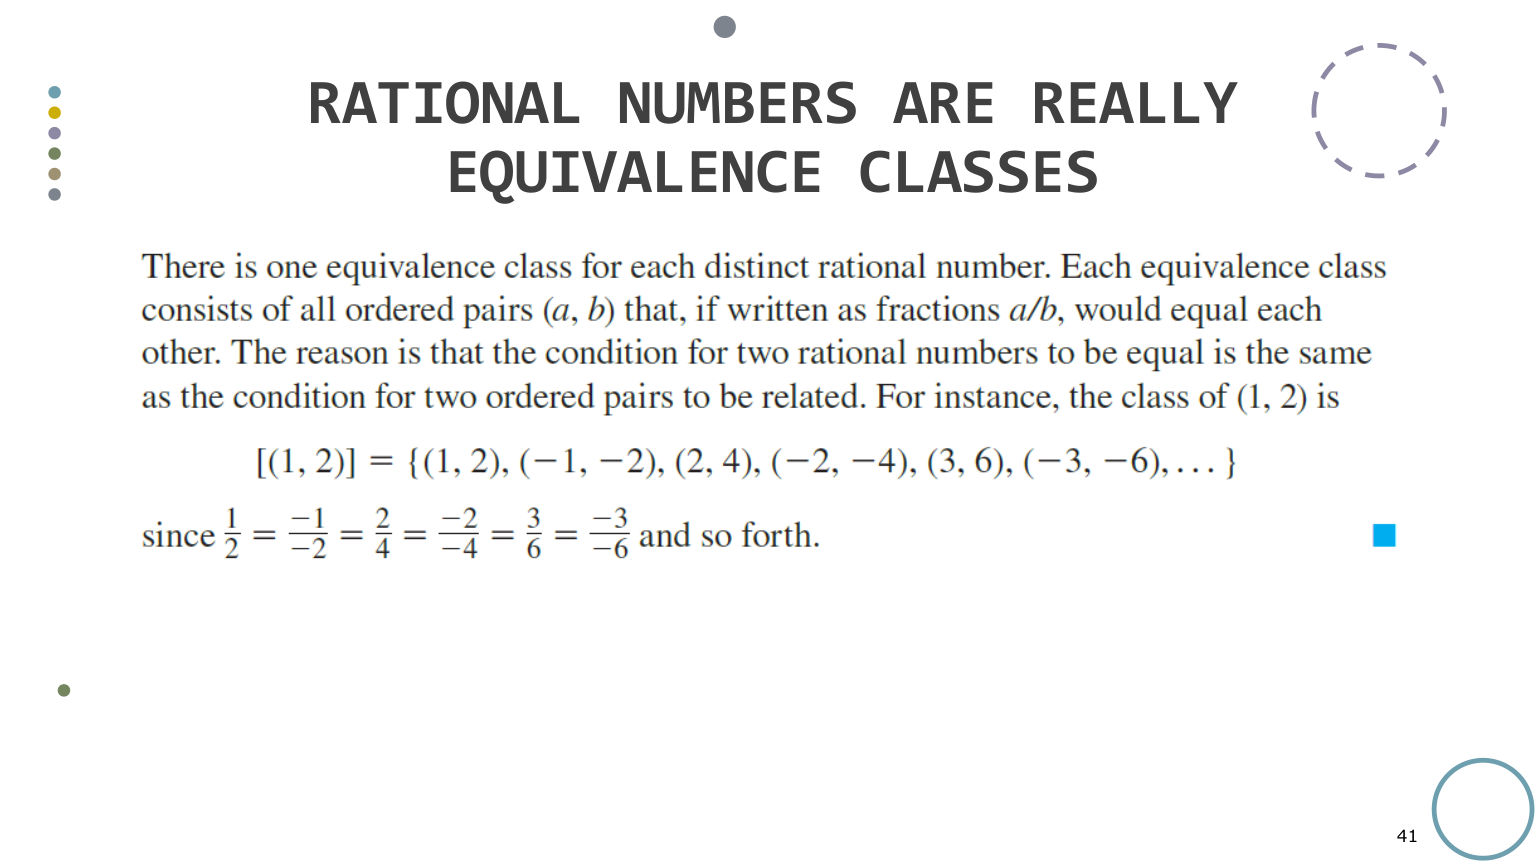 RATIONAL NUMBERS ARE REALLY
EQUIVALENCE CLASSES
There is one equivalence class for each distinct rational number. Each equivalence class
consists of all ordered pairs (a, b) that, if written as fractions a/b, would equal each
other. The reason is that the condition for two rational numbers to be equal is the same
as the condition for two ordered pairs to be related. For instance, the class of (1, 2) is
[(1, 2)] = {(1, 2), (−1, −2), (2, 4), (−2, −4), (3, 6), (−3, −6), . . . }
since 1/2 = −1/−2 = 2/4 = −2/−4 = 3/6 = −3/−6 and so forth.
41